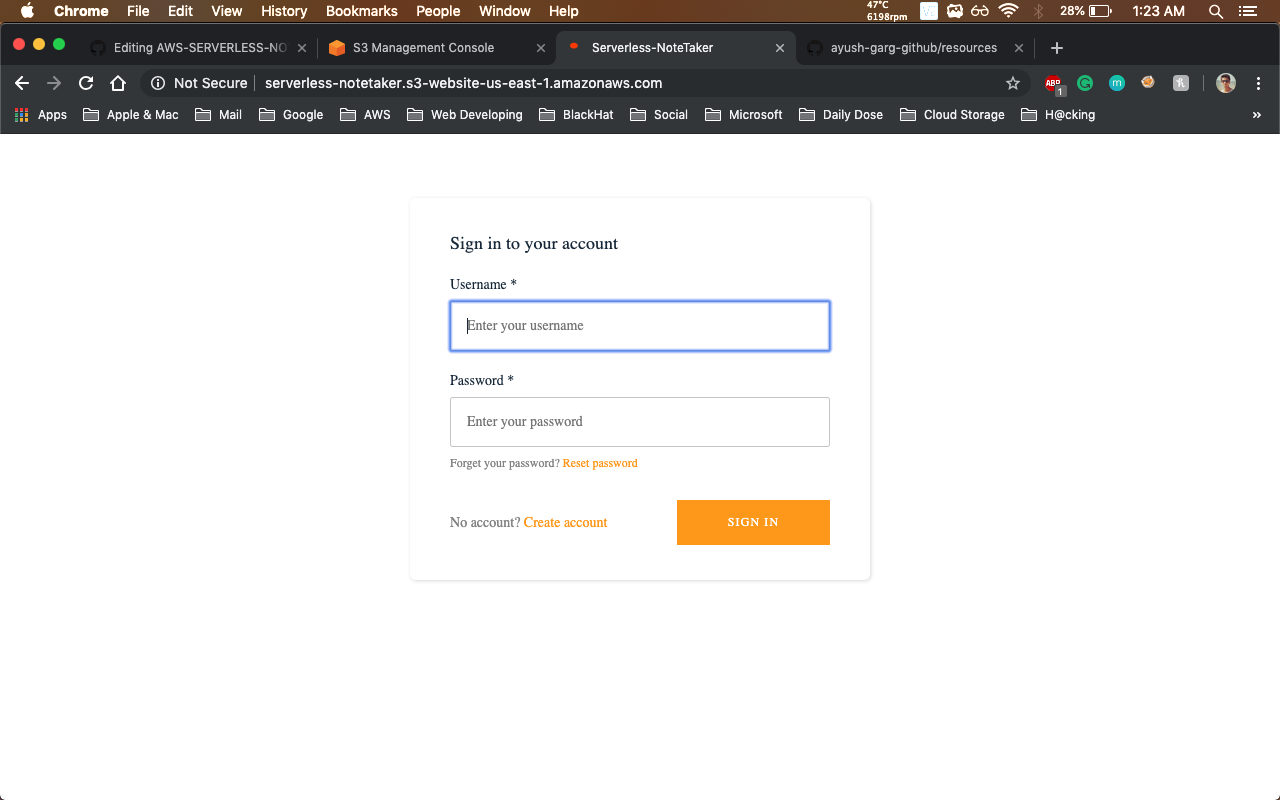 Chrome File Edit View History Bookmarks People Window Help 47°C 6198rpm 28% 1:23 AM
Editing AWS-SERVERLESS-NO S3 Management Console Serverless-NoteTaker ayush-garg-github/resources
Not Secure serverless-notetaker.s3-website-us-east-1.amazonaws.com ABP 1 m
Apps Apple & Mac Mail Google AWS Web Developing BlackHat Social Microsoft Daily Dose Cloud Storage H@cking »
Sign in to your account
Username *
Enter your username
Password *
Enter your password
Forget your password? Reset password
No account? Create account SIGN IN